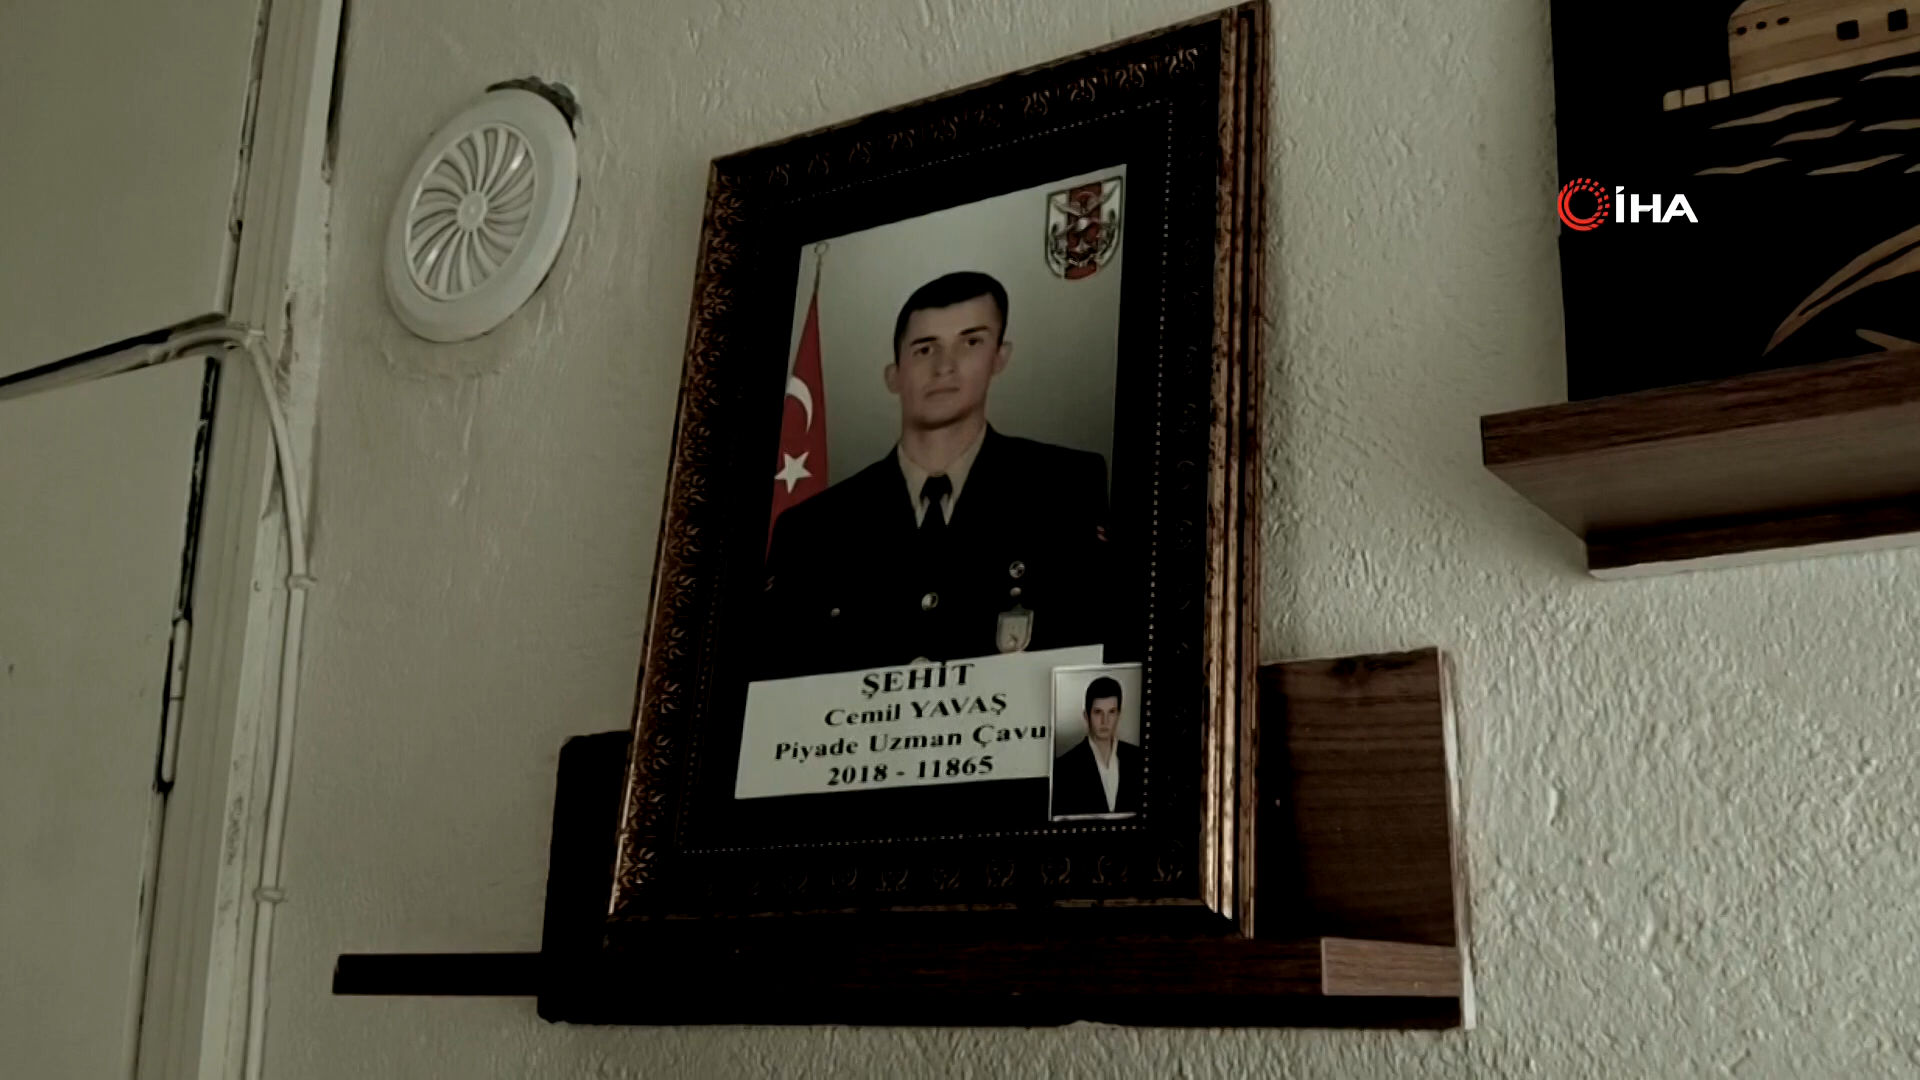 İHA
ŞEHİT
Cemil YAVAŞ
Piyade Uzman Çavu
2018 - 11865